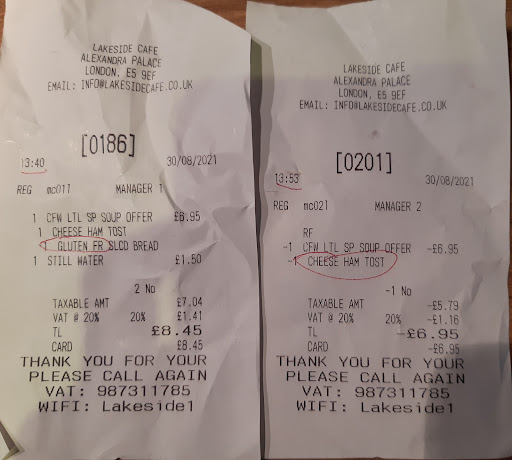 LAKESIDE CAFE
ALEXANDRA PALACE
LONDON, E5 9EF
EMAIL: INFO@LAKESIDECAFE.CO.UK
[0186]
13:40 30/08/2021
REG mc011 MANAGER 1
1 CFW LTL SP SOUP OFFER £6.95
1 CHEESE HAM TOST
1 GLUTEN FR SLCD BREAD
1 STILL WATER £1.50
2 No
TAXABLE AMT £7.04
VAT @ 20% 20% £1.41
TL £8.45
CARD £8.45
THANK YOU FOR YOUR
PLEASE CALL AGAIN
VAT: 987311785
WIFI: Lakeside1
LAKESIDE CAFE
ALEXANDRA PALACE
LONDON, E5 9EF
EMAIL: INFO@LAKESIDECAFE.CO.UK
[0201]
13:53 30/08/2021
REG mc021 MANAGER 2
RF
-1 CFW LTL SP SOUP OFFER -£6.95
-1 CHEESE HAM TOST
-1 No
TAXABLE AMT -£5.79
VAT @ 20% 20% -£1.16
TL -£6.95
CARD -£6.95
THANK YOU FOR YOUR
PLEASE CALL AGAIN
VAT: 987311785
WIFI: Lakeside1